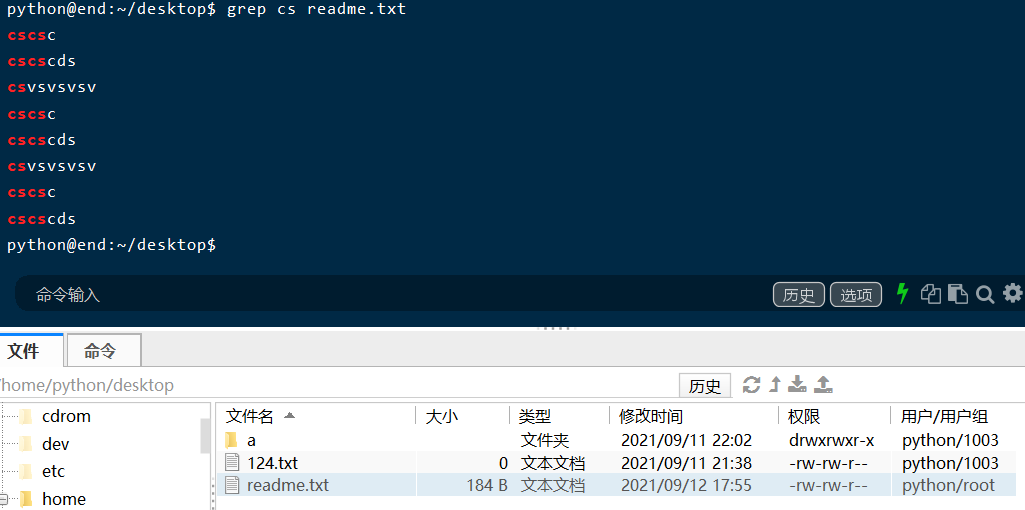 python@end:~/desktop$ grep cs readme.txt
cscsc
cscscds
csvsvsvsv
cscsc
cscscds
csvsvsvsv
cscsc
cscscds
python@end:~/desktop$
命令输入 历史 选项
文件 命令
/home/python/desktop 历史
cdrom
dev
etc
home
文件名 大小 类型 修改时间 权限 用户/用户组
a 文件夹 2021/09/11 22:02 drwxrwxr-x python/1003
124.txt 0 文本文档 2021/09/11 21:38 -rw-rw-r-- python/1003
readme.txt 184 B 文本文档 2021/09/12 17:55 -rw-rw-r-- python/root